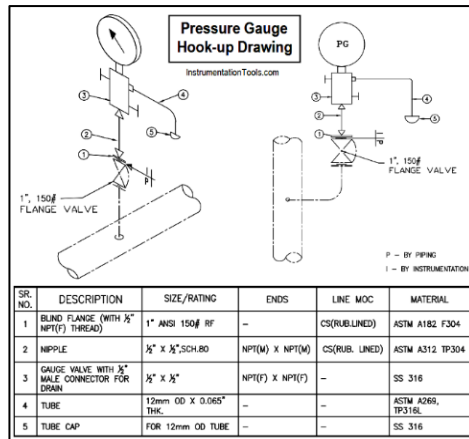 Pressure Gauge
Hook-up Drawing
InstrumentationTools.com
PG
3
4
5
2
1
1", 150#
FLANGE VALVE
3
4
2
5
1
P
I
1", 150#
FLANGE VALVE
P – BY PIPING
I – BY INSTRUMENTATION
SR. NO. DESCRIPTION SIZE/RATING ENDS LINE MOC MATERIAL
1 BLIND FLANGE (WITH ½" NPT(F) THREAD) 1" ANSI 150# RF – CS(RUB.LINED) ASTM A182 F304
2 NIPPLE ½" X ½",SCH.80 NPT(M) X NPT(M) CS(RUB. LINED) ASTM A312 TP304
3 GAUGE VALVE WITH ½" MALE CONNECTOR FOR DRAIN ½" X ½" NPT(F) X NPT(F) – SS 316
4 TUBE 12mm OD X 0.065" THK. – – ASTM A269, TP316L
5 TUBE CAP FOR 12mm OD TUBE – – SS 316